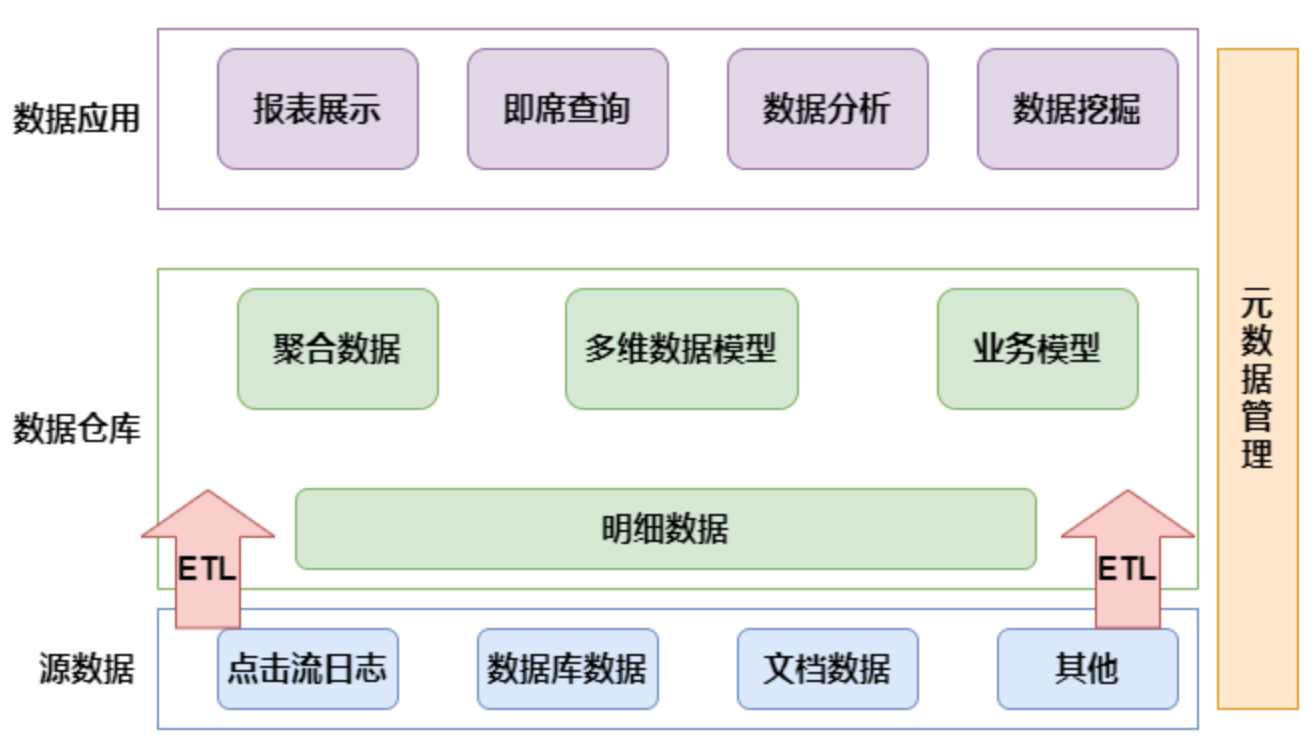 数据应用
报表展示
即席查询
数据分析
数据挖掘
数据仓库
聚合数据
多维数据模型
业务模型
明细数据
ETL
ETL
源数据
点击流日志
数据库数据
文档数据
其他
元数据管理